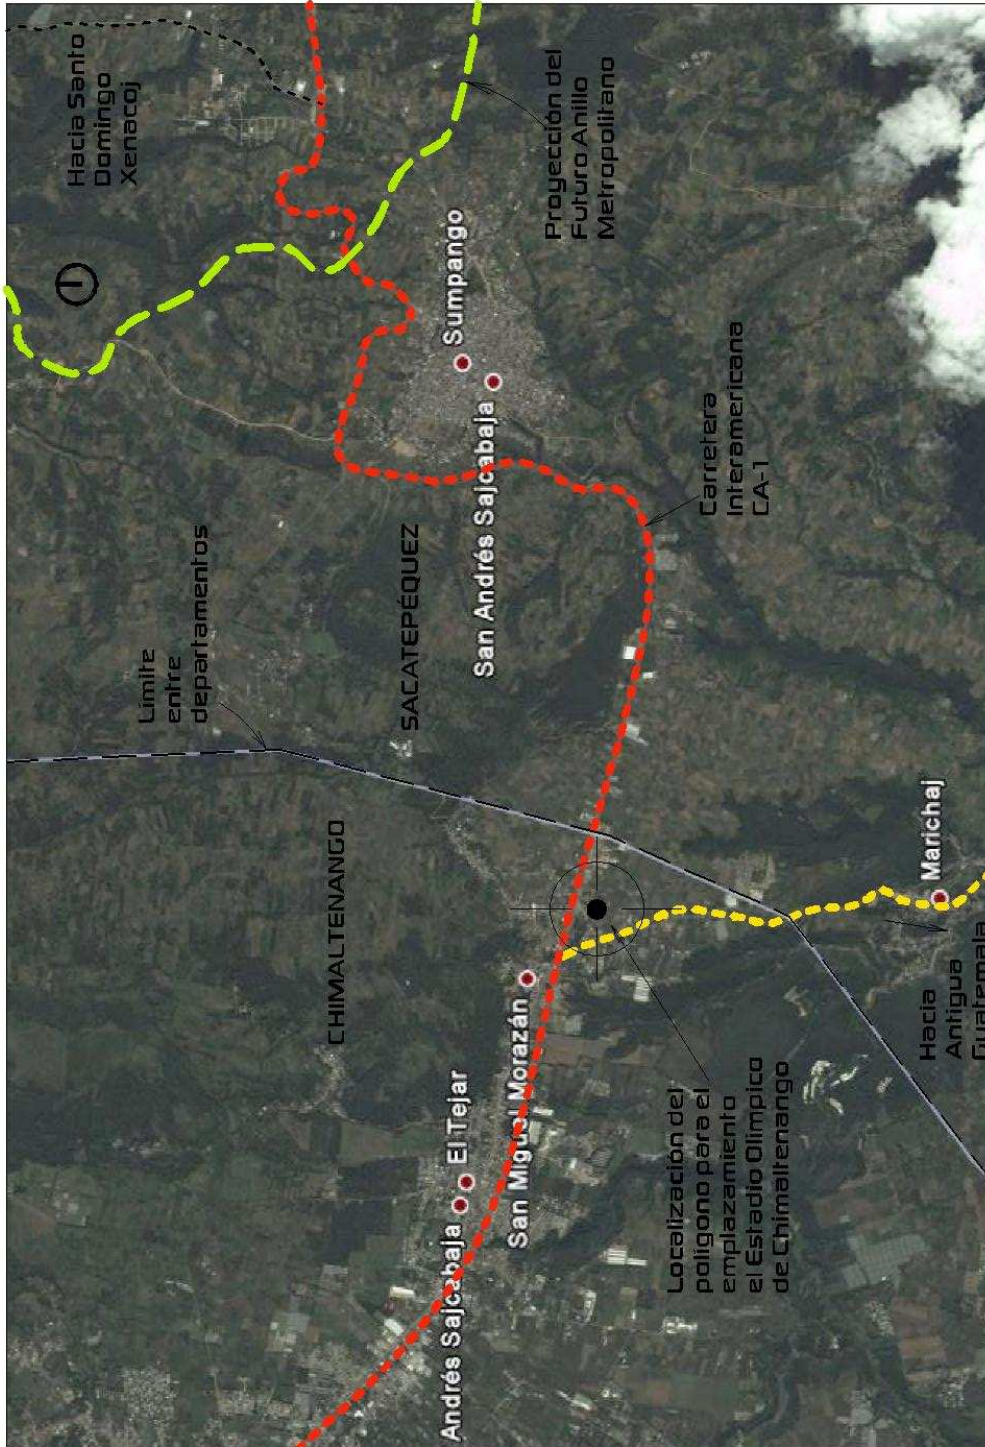 Hacia Santo
Domingo
Xenacoj
Proyección del
Futuro Anillo
Metropolitano
Sumpango
San Andrés Sajcabaja
Carretera
Interamericana
CA-1
Límite
entre
departamentos
SACATEPÉQUEZ
CHIMALTENANGO
Marichaj
Hacia
Antigua
Guatemala
San Miguel Morazán
El Tejar
Andrés Sajcabaja
Localización del
polígono para el
emplazamiento
el Estadio Olímpico
de Chimaltenango